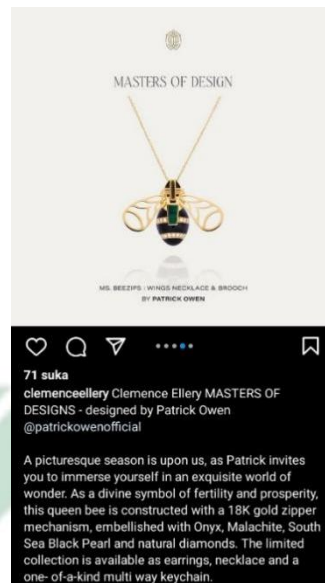 MASTERS OF DESIGN
MS. BEEZIPS : WINGS NECKLACE & BROOCH
BY PATRICK OWEN
71 suka
clemenceellery Clemence Ellery MASTERS OF
DESIGNS - designed by Patrick Owen
@patrickowenofficial
A picturesque season is upon us, as Patrick invites
you to immerse yourself in an exquisite world of
wonder. As a divine symbol of fertility and prosperity,
this queen bee is constructed with a 18K gold zipper
mechanism, embellished with Onyx, Malachite, South
Sea Black Pearl and natural diamonds. The limited
collection is available as earrings, necklace and a
one- of-a-kind multi way keychain.